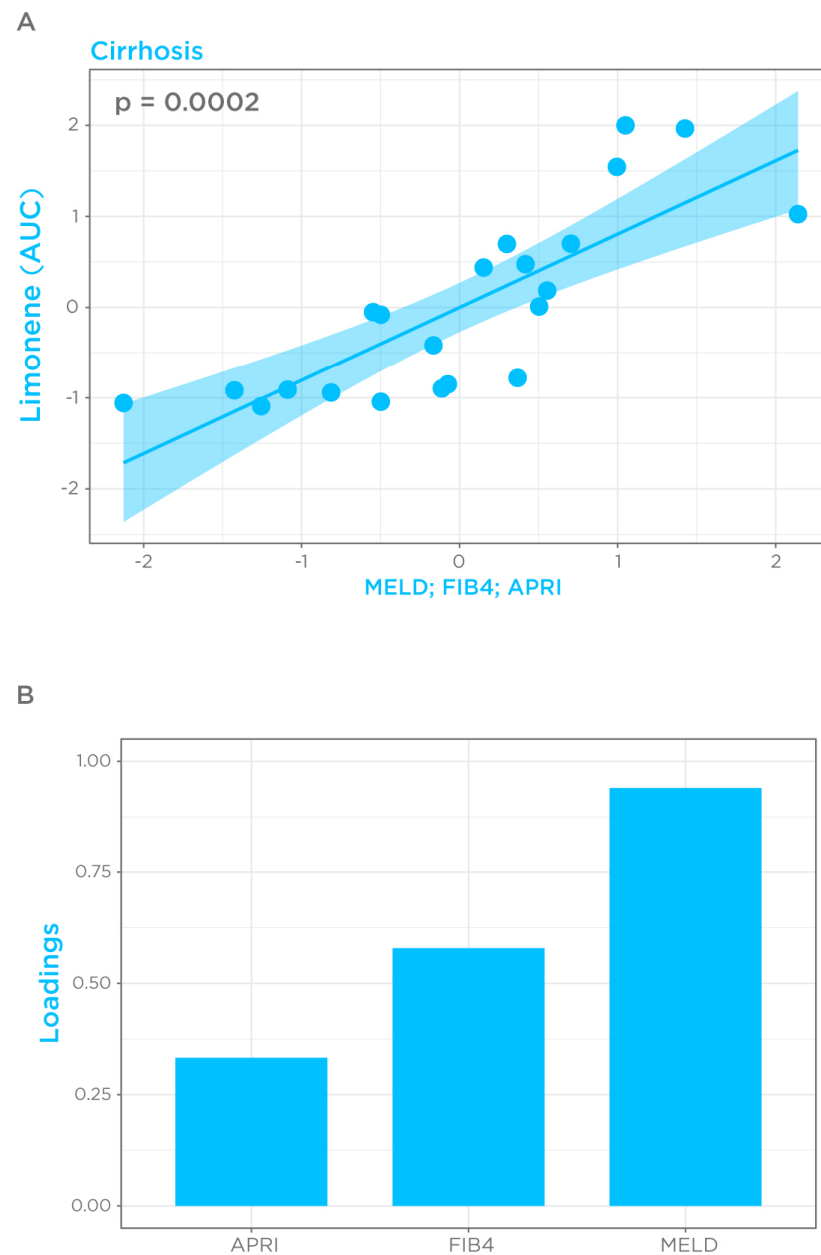 A
Cirrhosis
p = 0.0002
Limonene (AUC)
2
1
0
-1
-2
-2 -1 0 1 2
MELD; FIB4; APRI
B
Loadings
1.00
0.75
0.50
0.25
0.00
APRI FIB4 MELD